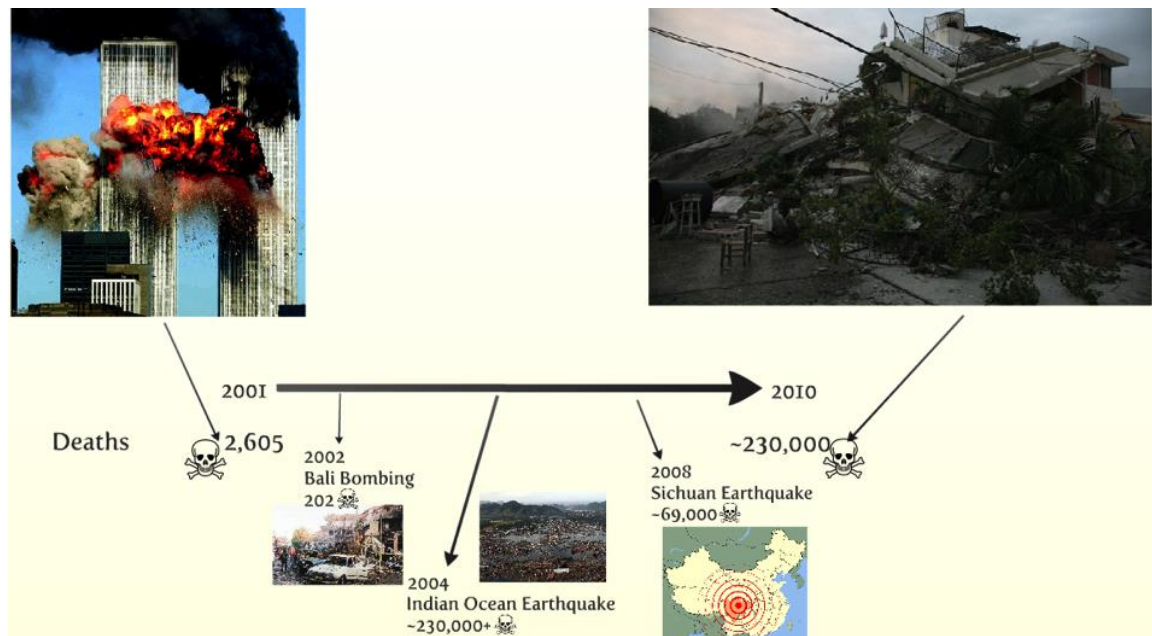 2001
2010
Deaths
2,605
~230,000
2002
Bali Bombing
202
2004
Indian Ocean Earthquake
~230,000+
2008
Sichuan Earthquake
~69,000